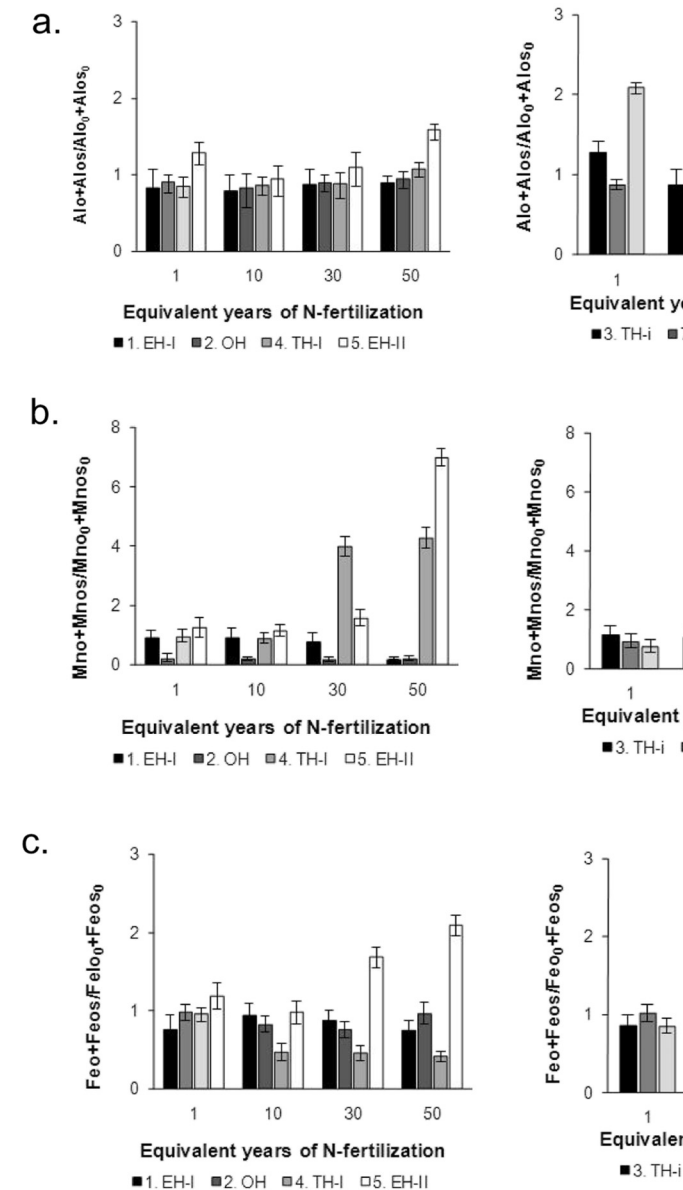 a.
Alo+Alos/Alo₀+Alos₀
3
2
1
0
1 10 30 50
Equivalent years of N-fertilization
1. EH-I 2. OH 4. TH-I 5. EH-II
Alo+Alos/Alo₀+Alos₀
3
2
1
0
1
Equivalent
3. TH-i
b.
Mno+Mnos/Mno₀+Mnos₀
8
6
4
2
0
1 10 30 50
Equivalent years of N-fertilization
1. EH-I 2. OH 4. TH-I 5. EH-II
Mno+Mnos/Mno₀+Mnos₀
8
6
4
2
0
1
Equivalent
3. TH-i
c.
Feo+Feos/Felo₀+Feos₀
3
2
1
0
1 10 30 50
Equivalent years of N-fertilization
1. EH-I 2. OH 4. TH-I 5. EH-II
Feo+Feos/Feo₀+Feos₀
3
2
1
0
1
3. TH-i